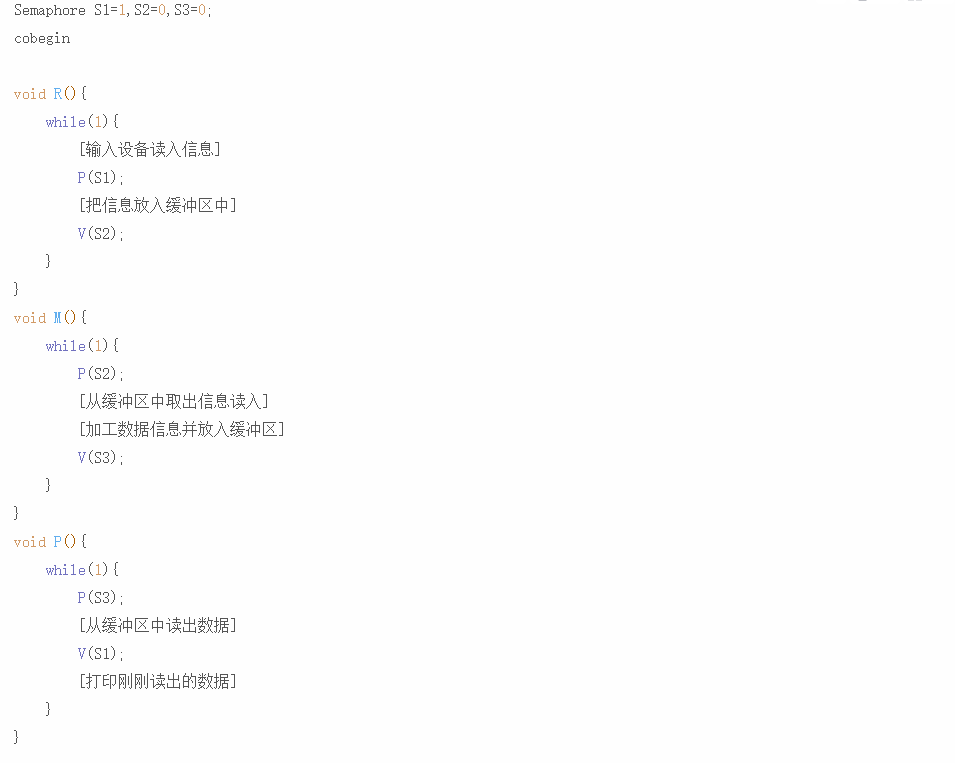 Semaphore S1=1,S2=0,S3=0;
cobegin
void R(){
while(1){
[输入设备读入信息]
P(S1);
[把信息放入缓冲区中]
V(S2);
}
}
void M(){
while(1){
P(S2);
[从缓冲区中取出信息读入]
[加工数据信息并放入缓冲区]
V(S3);
}
}
void P(){
while(1){
P(S3);
[从缓冲区中读出数据]
V(S1);
[打印刚刚读出的数据]
}
}